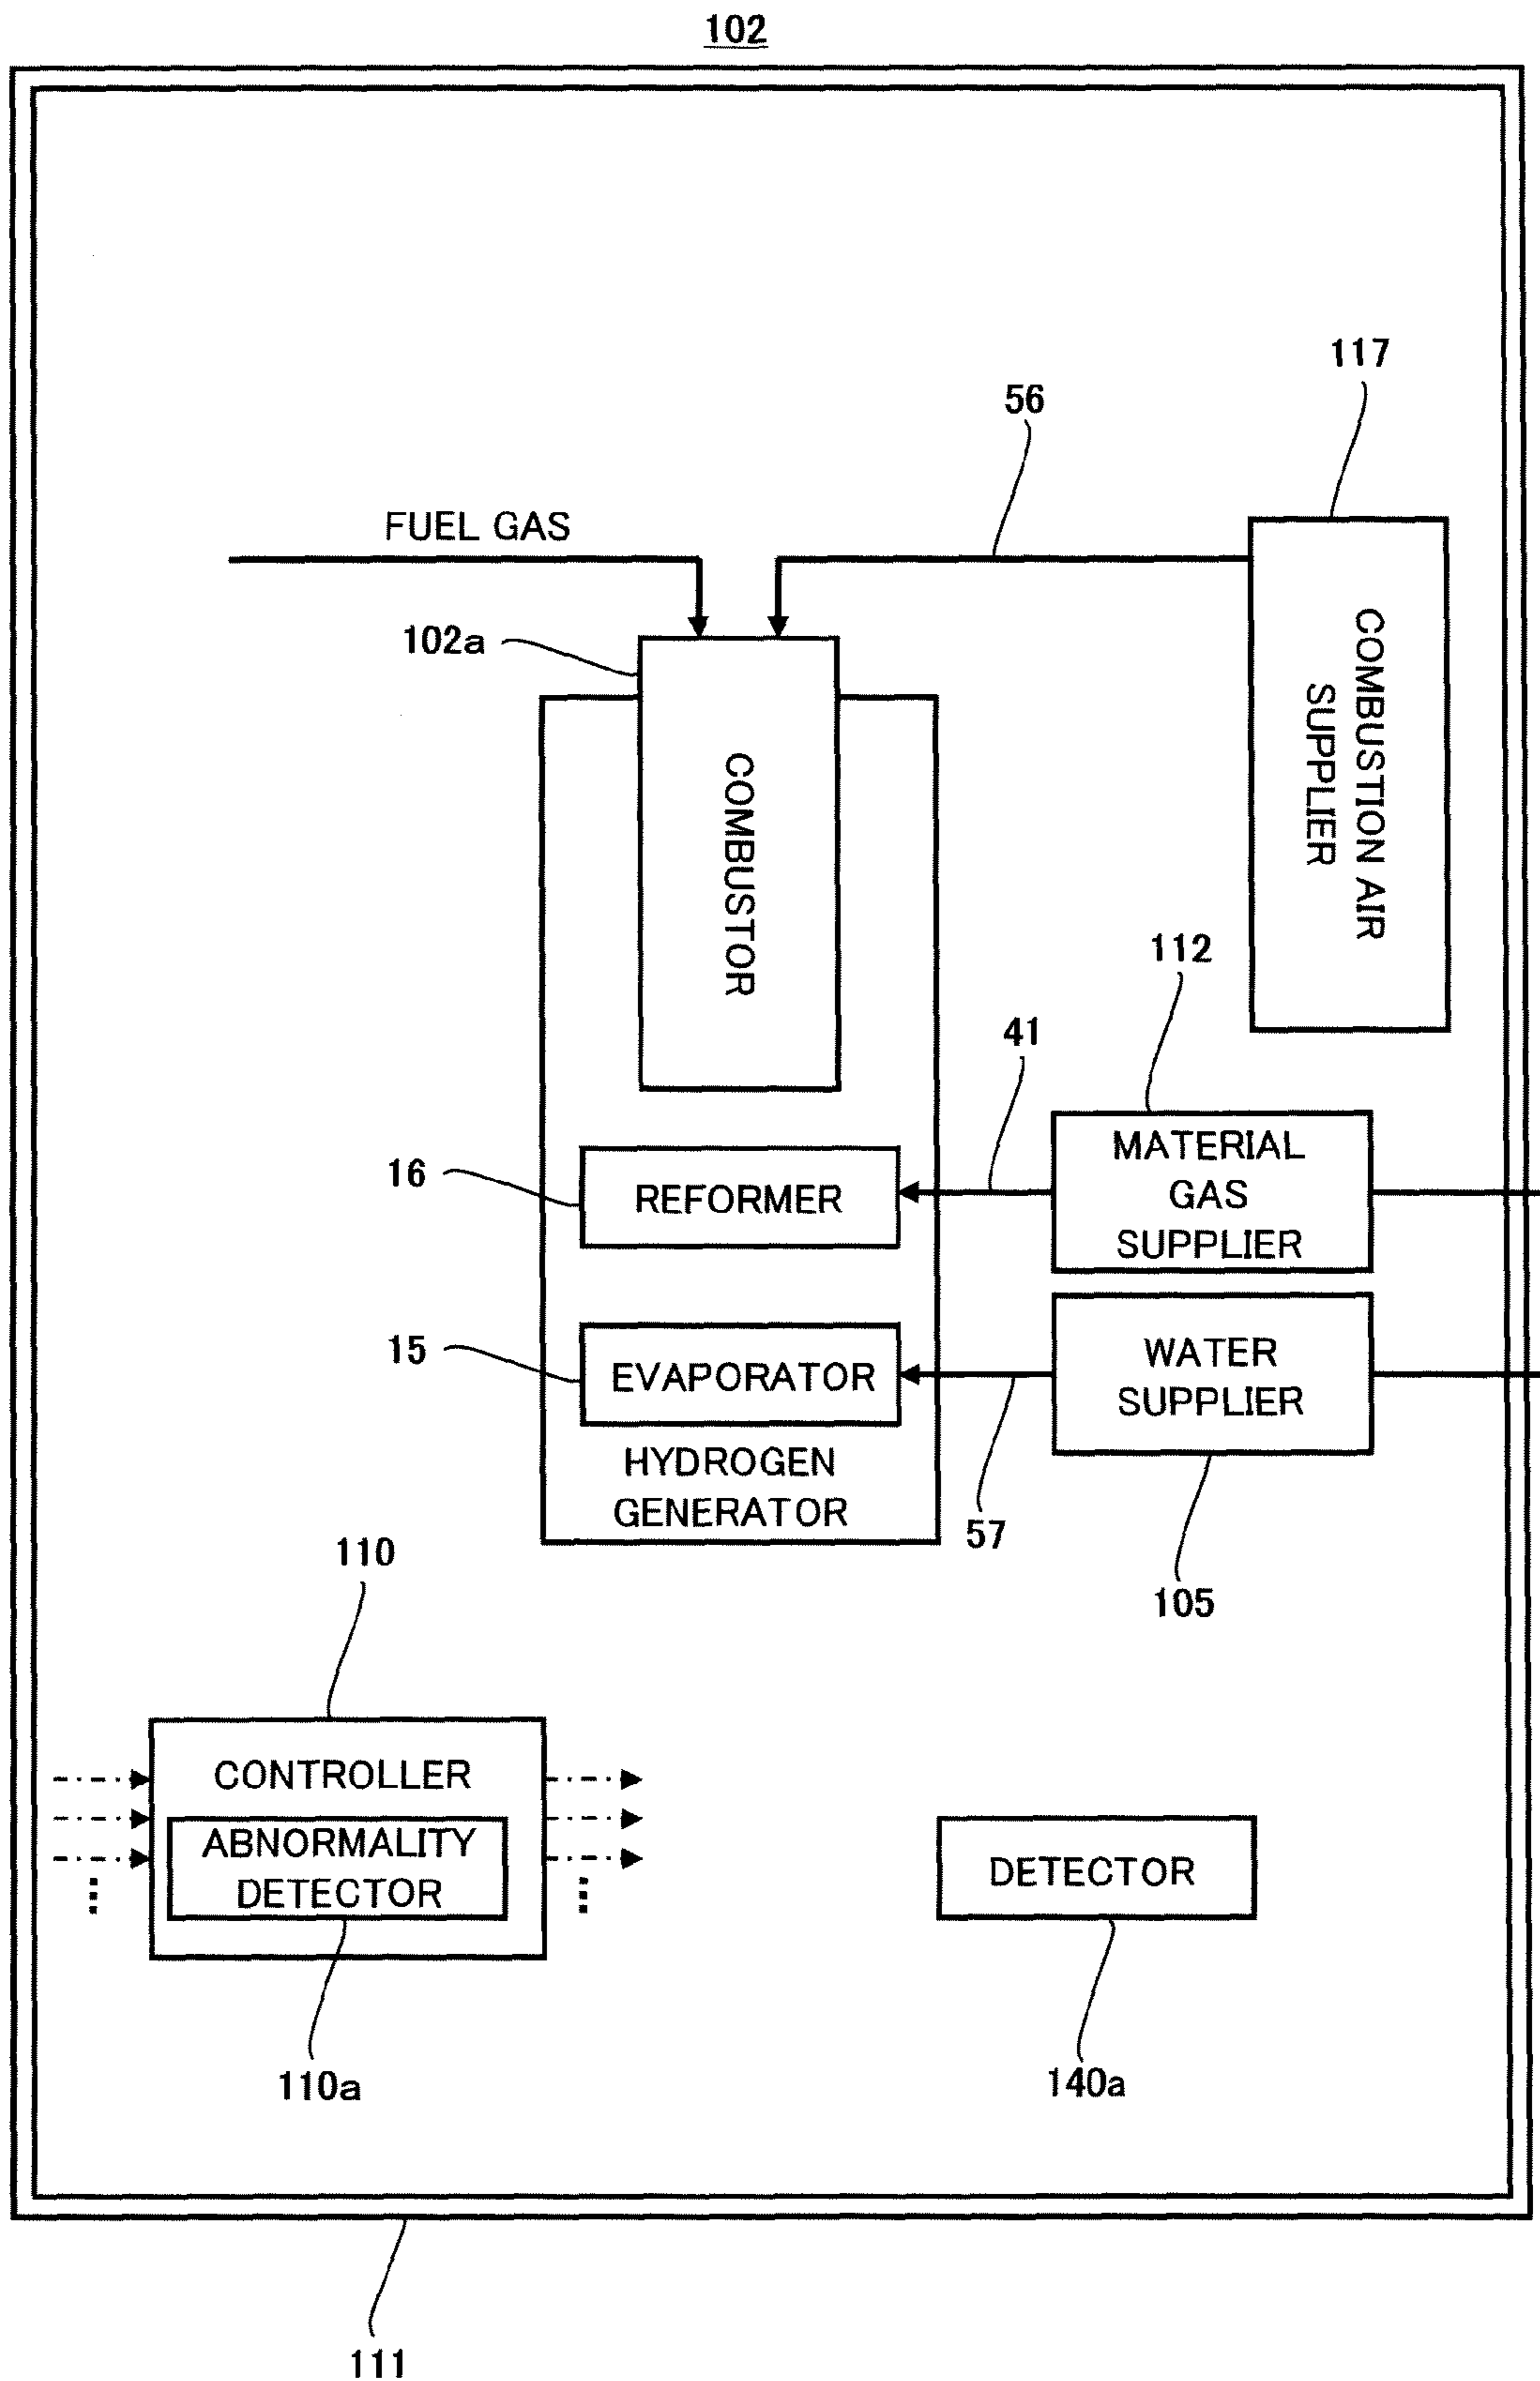 102
117
56
FUEL GAS
102a
COMBUSTION AIR
SUPPLIER
COMBUSTOR
112
41
MATERIAL
GAS
SUPPLIER
16
REFORMER
15
EVAPORATOR
WATER
SUPPLIER
HYDROGEN
GENERATOR
57
110
105
CONTROLLER
ABNORMALITY
DETECTOR
DETECTOR
110a
140a
111